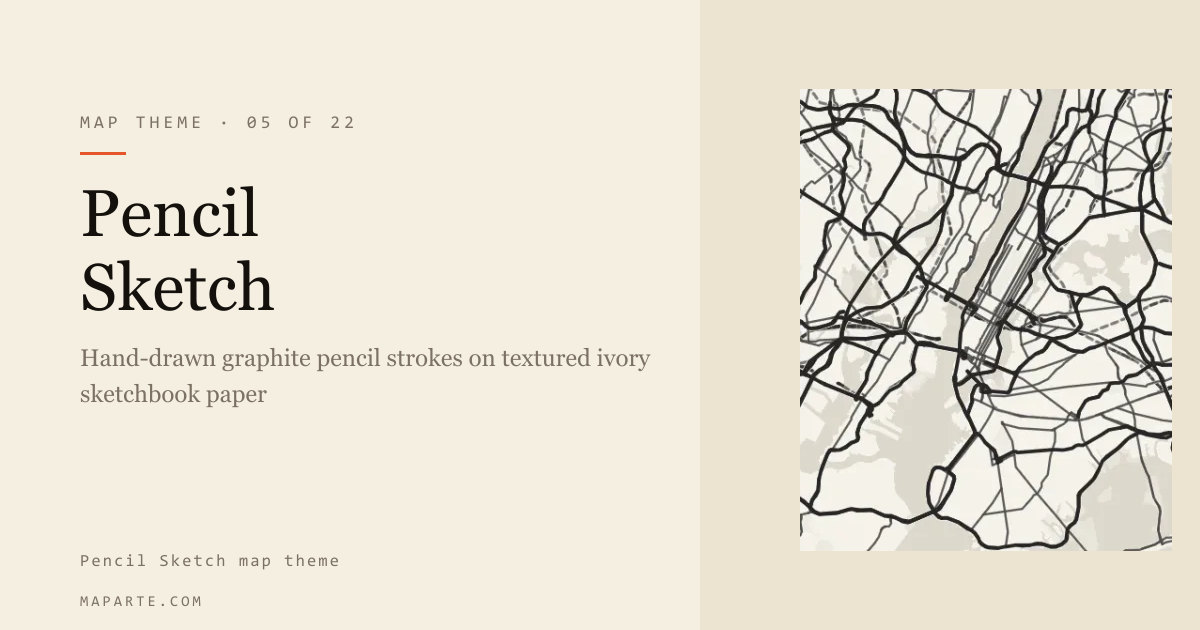 MAP THEME · 05 OF 22
Pencil
Sketch
Hand-drawn graphite pencil strokes on textured ivory
sketchbook paper
Pencil Sketch map theme
MAPARTE.COM